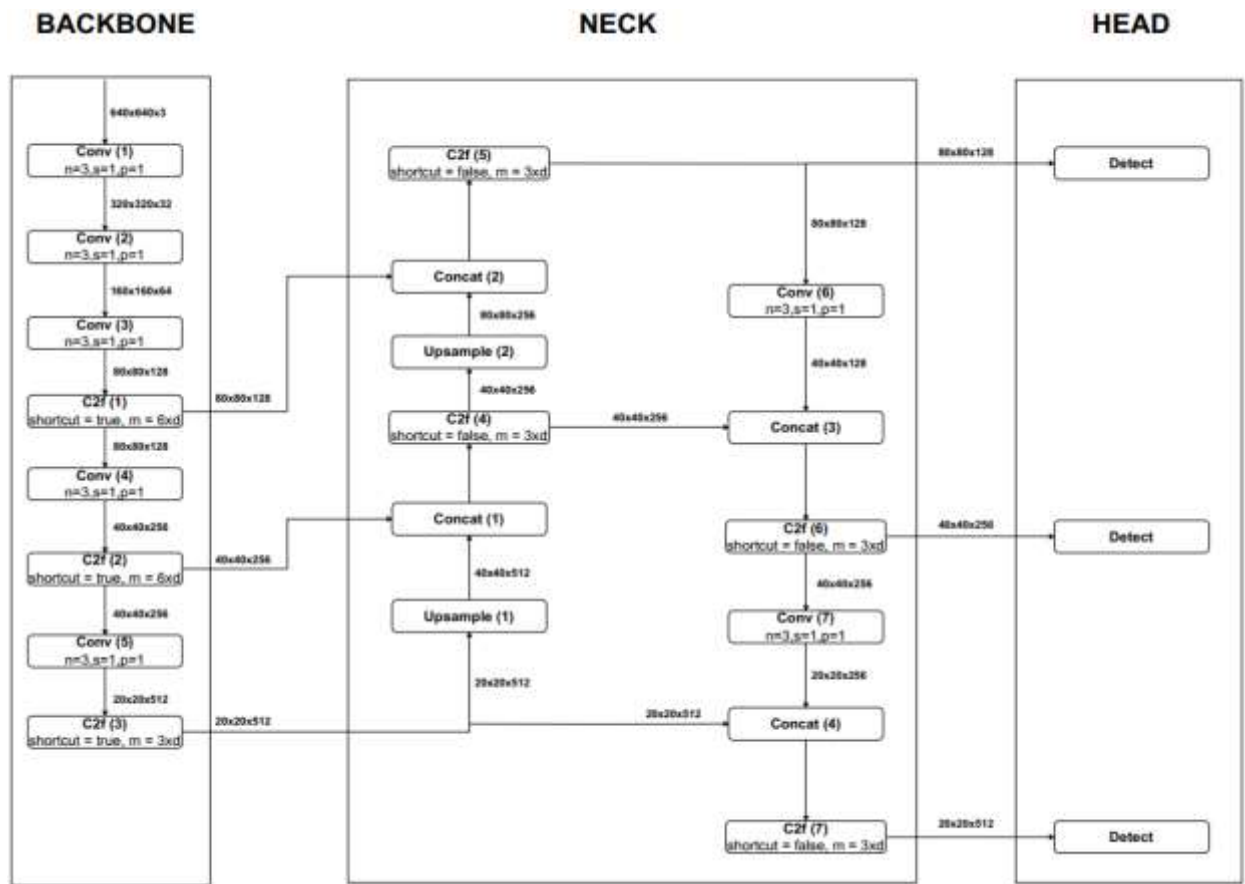 BACKBONE
640x640x3
Conv (1)
n=3,s=1,p=1
320x320x32
Conv (2)
n=3,s=1,p=1
160x160x64
Conv (3)
n=3,s=1,p=1
80x80x128
C2f (1)
shortcut = true, m = 6xd
80x80x128
80x80x128
Conv (4)
n=3,s=1,p=1
40x40x256
C2f (2)
shortcut = true, m = 6xd
40x40x256
40x40x256
Conv (5)
n=3,s=1,p=1
20x20x512
C2f (3)
shortcut = true, m = 3xd
20x20x512
NECK
C2f (5)
shortcut = false, m = 3xd
Concat (2)
80x80x256
Upsample (2)
40x40x256
C2f (4)
shortcut = false, m = 3xd
40x40x256
Concat (1)
40x40x512
Upsample (1)
20x20x512
20x20x512
80x80x128
80x80x128
Conv (6)
n=3,s=1,p=1
40x40x128
Concat (3)
C2f (6)
shortcut = false, m = 3xd
40x40x256
40x40x256
Conv (7)
n=3,s=1,p=1
20x20x256
Concat (4)
C2f (7)
shortcut = false, m = 3xd
20x20x512
HEAD
Detect
Detect
Detect